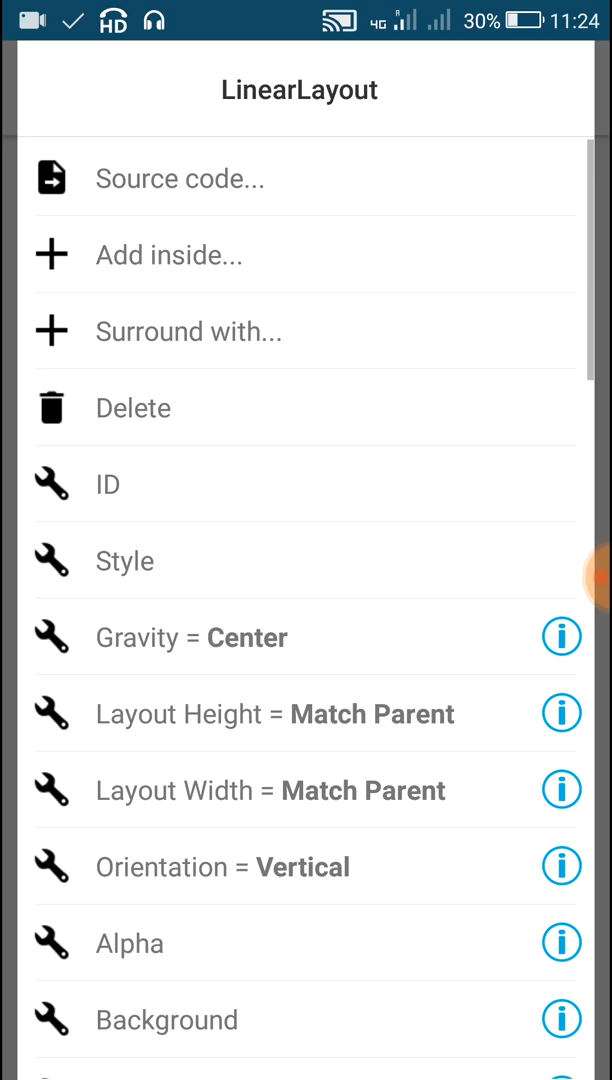 HD 4G R 30% 11:24
LinearLayout
Source code...
Add inside...
Surround with...
Delete
ID
Style
Gravity = Center
Layout Height = Match Parent
Layout Width = Match Parent
Orientation = Vertical
Alpha
Background